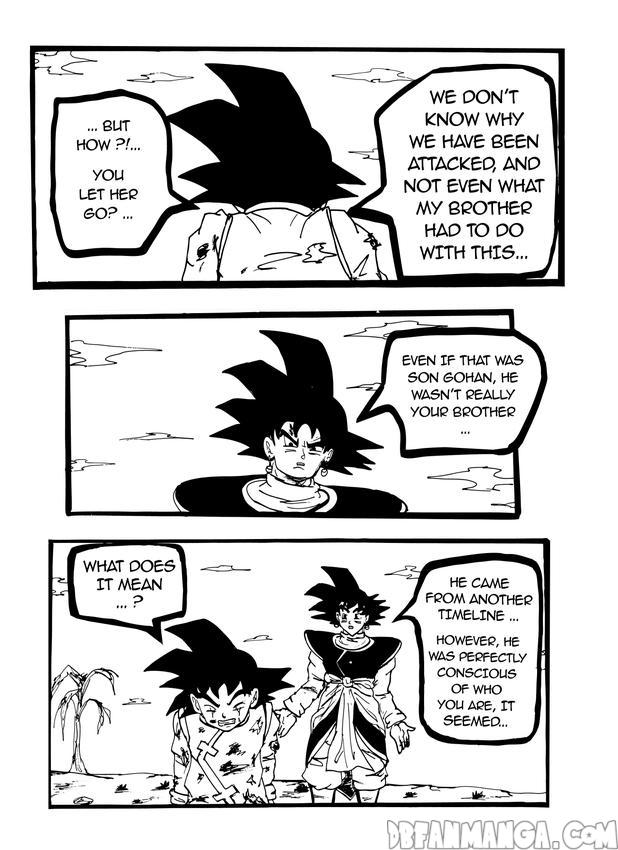 ... BUT
HOW ?!...
YOU
LET HER
GO? ...
WE DON'T
KNOW WHY
WE HAVE BEEN
ATTACKED, AND
NOT EVEN WHAT
MY BROTHER
HAD TO DO
WITH THIS...
EVEN IF THAT WAS
SON GOHAN, HE
WASN'T REALLY
YOUR BROTHER
...
WHAT DOES
IT MEAN
... ?
HE CAME
FROM ANOTHER
TIMELINE ...
HOWEVER, HE
WAS PERFECTLY
CONSCIOUS
OF WHO
YOU ARE, IT
SEEMED...
DBFANMANGA.COM